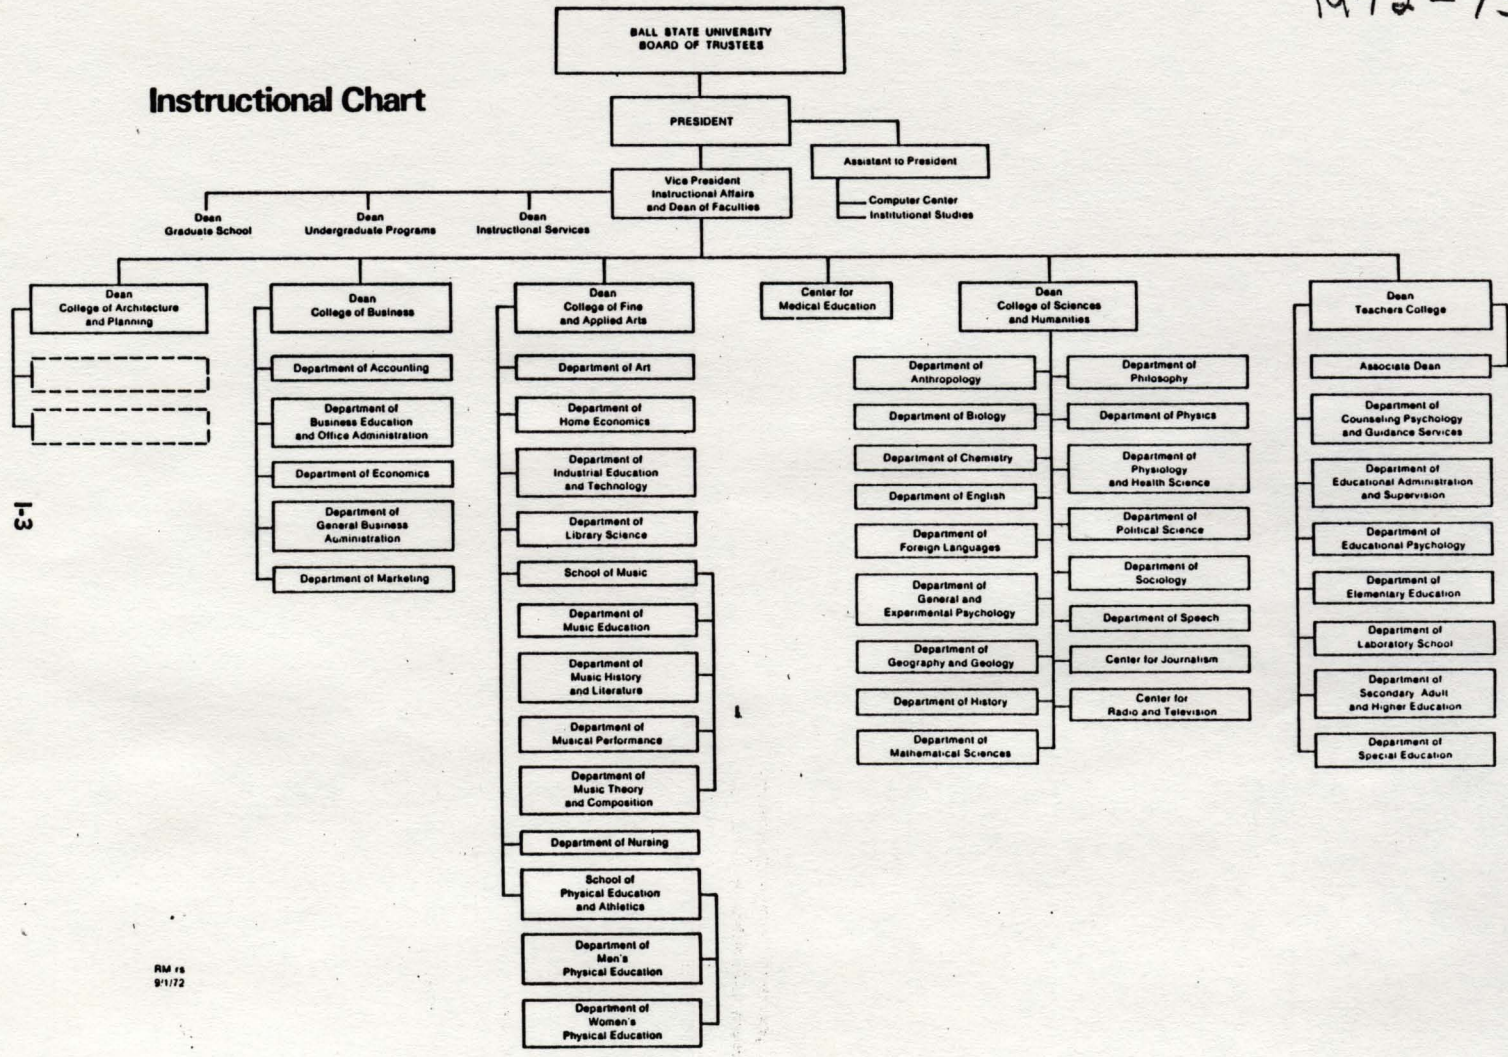 1972-73
BALL STATE UNIVERSITY
BOARD OF TRUSTEES
Instructional Chart
PRESIDENT
Assistant to President
Computer Center
Institutional Studies
Vice President
Instructional Affairs
and Dean of Faculties
Dean
Graduate School
Dean
Undergraduate Programs
Dean
Instructional Services
Dean
College of Architecture
and Planning
Dean
College of Business
Department of Accounting
Department of
Business Education
and Office Administration
Department of Economics
Department of
General Business
Administration
Department of Marketing
Dean
College of Fine
and Applied Arts
Department of Art
Department of
Home Economics
Department of
Industrial Education
and Technology
Department of
Library Science
School of Music
Department of
Music Education
Department of
Music History
and Literature
Department of
Musical Performance
Department of
Music Theory
and Composition
Department of Nursing
School of
Physical Education
and Athletics
Department of
Men's
Physical Education
Department of
Women's
Physical Education
Center for
Medical Education
Dean
College of Sciences
and Humanities
Department of
Anthropology
Department of Biology
Department of Chemistry
Department of English
Department of
Foreign Languages
Department of
General and
Experimental Psychology
Department of
Geography and Geology
Department of History
Department of
Mathematical Sciences
Department of
Philosophy
Department of Physics
Department of
Physiology
and Health Science
Department of
Political Science
Department of
Sociology
Department of Speech
Center for Journalism
Center for
Radio and Television
Dean
Teachers College
Associate Dean
Department of
Counseling Psychology
and Guidance Services
Department of
Educational Administration
and Supervision
Department of
Educational Psychology
Department of
Elementary Education
Department of
Laboratory School
Department of
Secondary Adult
and Higher Education
Department of
Special Education
I-3
RM rs
9/1/72